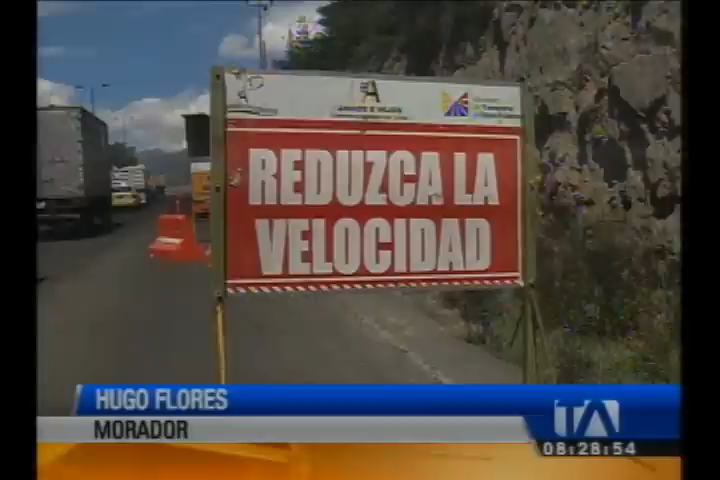 REDUZCA LA
VELOCIDAD
HUGO FLORES
MORADOR
TA
08:28:54